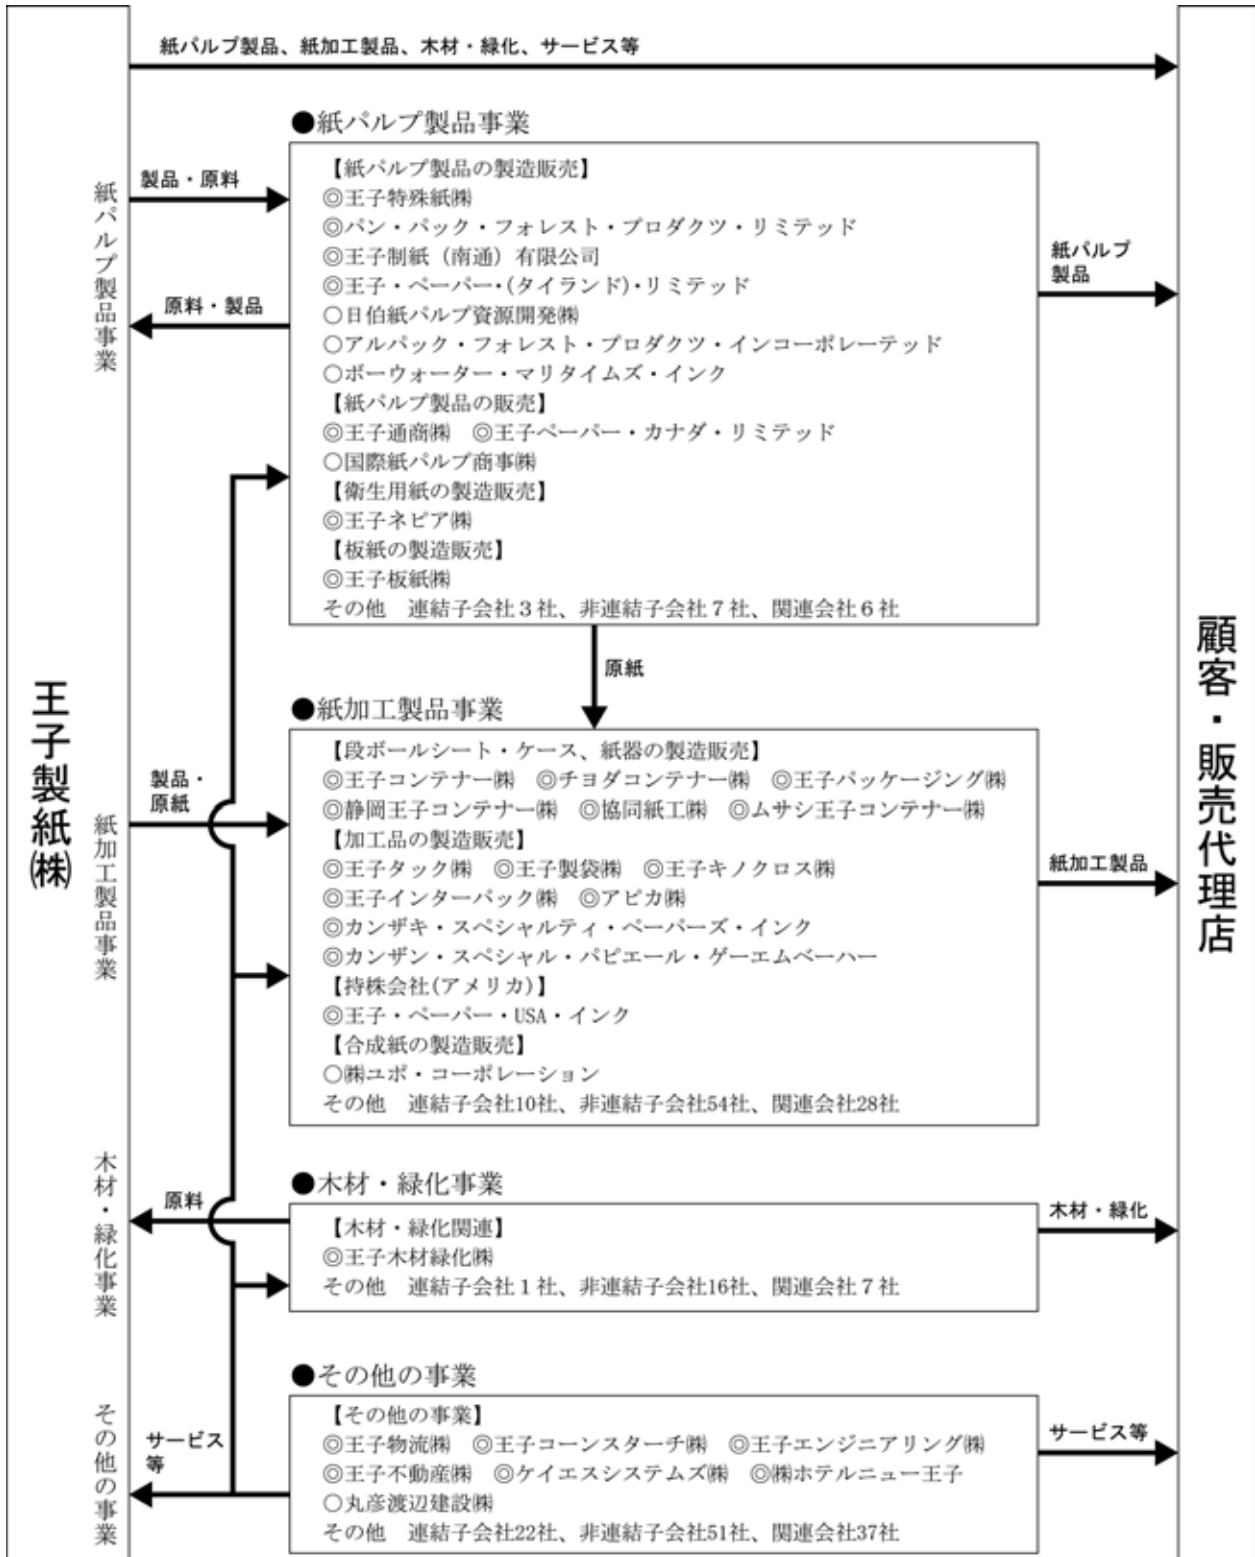 紙パルプ製品、紙加工製品、木材・緑化、サービス等
●紙パルプ製品事業
【紙パルプ製品の製造販売】
◎王子特殊紙㈱
◎パン・パック・フォレスト・プロダクツ・リミテッド
◎王子制紙（南通）有限公司
◎王子・ペーパー・(タイランド)・リミテッド
○日伯紙パルプ資源開発㈱
○アルパック・フォレスト・プロダクツ・インコーポレーテッド
○ボーウォーター・マリタイムズ・インク
【紙パルプ製品の販売】
◎王子通商㈱　◎王子ペーパー・カナダ・リミテッド
○国際紙パルプ商事㈱
【衛生用紙の製造販売】
◎王子ネピア㈱
【板紙の製造販売】
◎王子板紙㈱
その他　連結子会社３社、非連結子会社７社、関連会社６社
製品・原料
原料・製品
紙パルプ製品事業
紙パルプ
製品
原紙
●紙加工製品事業
【段ボールシート・ケース、紙器の製造販売】
◎王子コンテナー㈱　◎チヨダコンテナー㈱　◎王子パッケージング㈱
◎静岡王子コンテナー㈱　◎協同紙工㈱　◎ムサシ王子コンテナー㈱
【加工品の製造販売】
◎王子タック㈱　◎王子製袋㈱　◎王子キノクロス㈱
◎王子インターパック㈱　◎アピカ㈱
◎カンザキ・スペシャルティ・ペーパーズ・インク
◎カンザン・スペシャル・パピエール・ゲーエムベーハー
【持株会社(アメリカ)】
◎王子・ペーパー・USA・インク
【合成紙の製造販売】
○㈱ユポ・コーポレーション
その他　連結子会社10社、非連結子会社54社、関連会社28社
製品・
原紙
紙加工製品事業
紙加工製品
王子製紙㈱
顧客・販売代理店
●木材・緑化事業
【木材・緑化関連】
◎王子木材緑化㈱
その他　連結子会社１社、非連結子会社16社、関連会社７社
原料
木材・緑化事業
木材・緑化
●その他の事業
【その他の事業】
◎王子物流㈱　◎王子コーンスターチ㈱　◎王子エンジニアリング㈱
◎王子不動産㈱　◎ケイエスシステムズ㈱　◎㈱ホテルニュー王子
○丸彦渡辺建設㈱
その他　連結子会社22社、非連結子会社51社、関連会社37社
サービス
等
その他の事業
サービス等